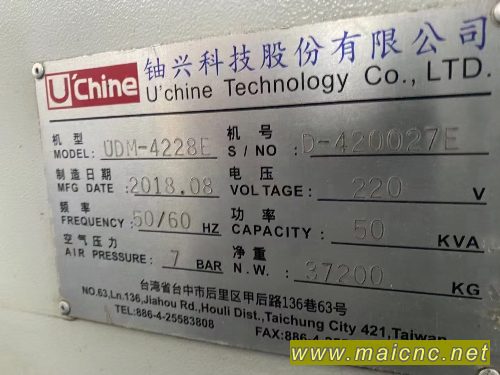 U'Chine 铀兴科技股份有限公司
U'chine Technology Co., LTD.
机型 机号
MODEL: UDM-4228E S/NO: D-420027E
制造日期 电压
MFG DATE: 2018.08 VOLTAGE: 220 V
频率 功率
FREQUENCY: 50/60 HZ CAPACITY: 50 KVA
空气压力 净重
AIR PRESSURE: 7 BAR N.W. : 37200 KG
台湾省台中市后里区甲后路136巷63号
NO.63,Ln.136,Jiahou Rd.,Houli Dist.,Taichung City 421,Taiwan
TEL:886-4-25583808 FAX:886-4-
www.maicnc.net